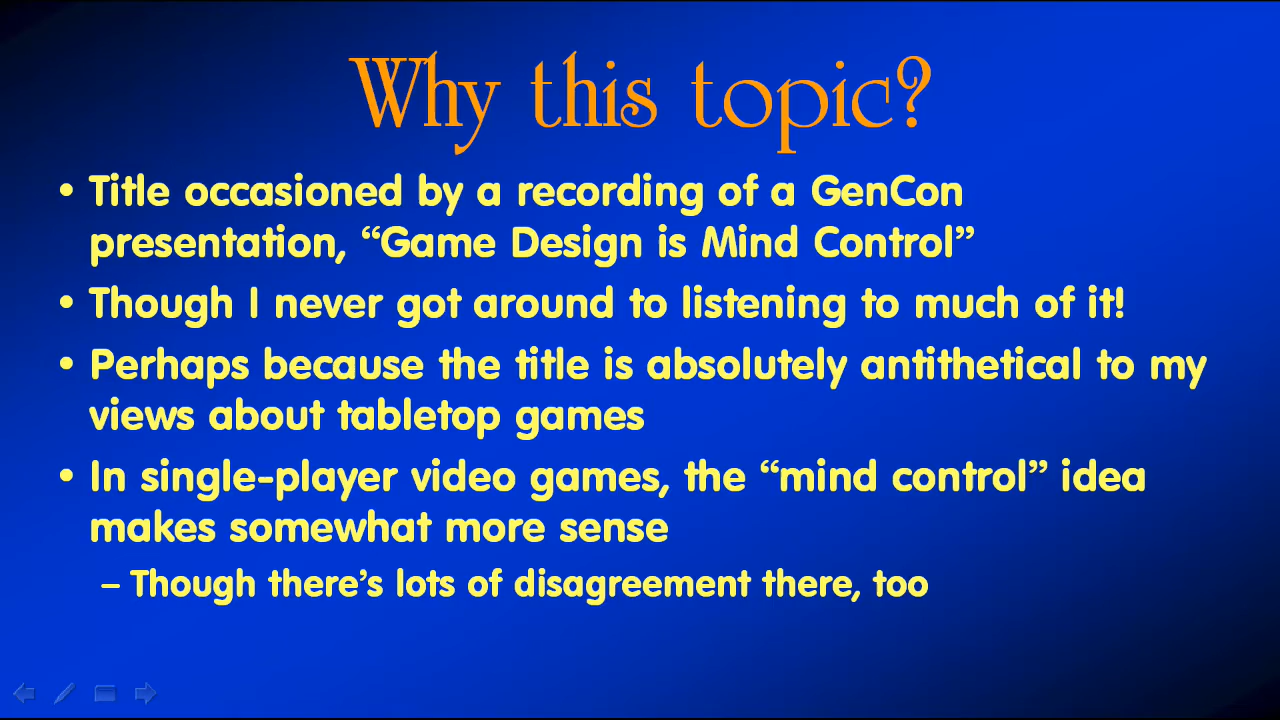 Why this topic?
• Title occasioned by a recording of a GenCon
presentation, “Game Design is Mind Control”
• Though I never got around to listening to much of it!
• Perhaps because the title is absolutely antithetical to my
views about tabletop games
• In single-player video games, the “mind control” idea
makes somewhat more sense
– Though there’s lots of disagreement there, too